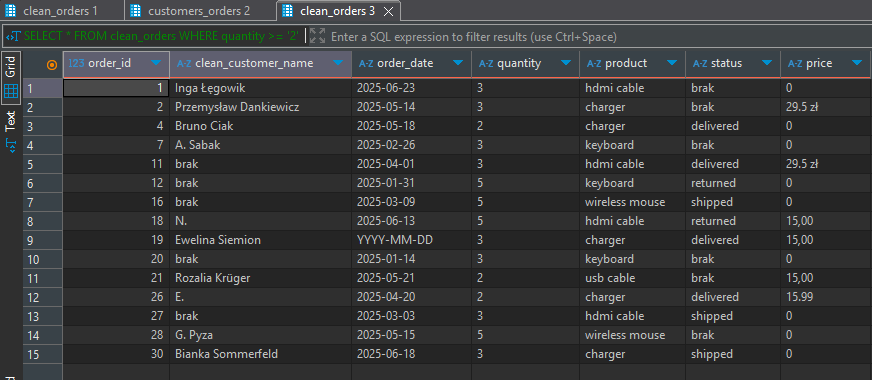 clean_orders 1 customers_orders 2 clean_orders 3
SELECT * FROM clean_orders WHERE quantity >= '2' Enter a SQL expression to filter results (use Ctrl+Space)
Grid
Text
123 order_id A-Z clean_customer_name A-Z order_date A-Z quantity A-Z product A-Z status A-Z price
1 1 Inga Łęgowik 2025-06-23 3 hdmi cable brak 0
2 2 Przemysław Dankiewicz 2025-05-14 3 charger brak 29.5 zł
3 4 Bruno Ciak 2025-05-18 2 charger delivered 0
4 7 A. Sabak 2025-02-26 3 keyboard brak 0
5 11 brak 2025-04-01 3 hdmi cable delivered 29.5 zł
6 12 brak 2025-01-31 5 keyboard returned 0
7 16 brak 2025-03-09 5 wireless mouse shipped 0
8 18 N. 2025-06-13 5 hdmi cable returned 15,00
9 19 Ewelina Siemion YYYY-MM-DD 3 charger delivered 15,00
10 20 brak 2025-01-14 3 keyboard brak 0
11 21 Rozalia Krüger 2025-05-21 2 usb cable brak 15,00
12 26 E. 2025-04-20 2 charger delivered 15.99
13 27 brak 2025-03-03 3 hdmi cable shipped 0
14 28 G. Pyza 2025-05-15 5 wireless mouse brak 0
15 30 Bianka Sommerfeld 2025-06-18 3 charger shipped 0